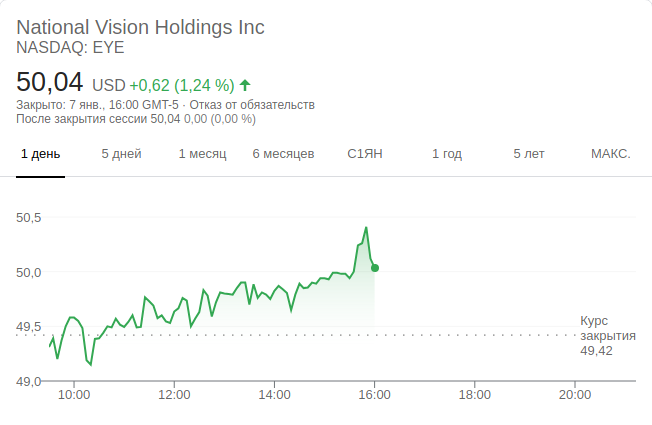 National Vision Holdings Inc
NASDAQ: EYE
50,04 USD +0,62 (1,24 %)
Закрыто: 7 янв., 16:00 GMT-5 · Отказ от обязательств
После закрытия сессии 50,04 0,00 (0,00 %)
1 день 5 дней 1 месяц 6 месяцев С1ЯН 1 год 5 лет МАКС.
50,5
50,0
49,5
Курс
закрытия
49,42
49,0
10:00 12:00 14:00 16:00 18:00 20:00